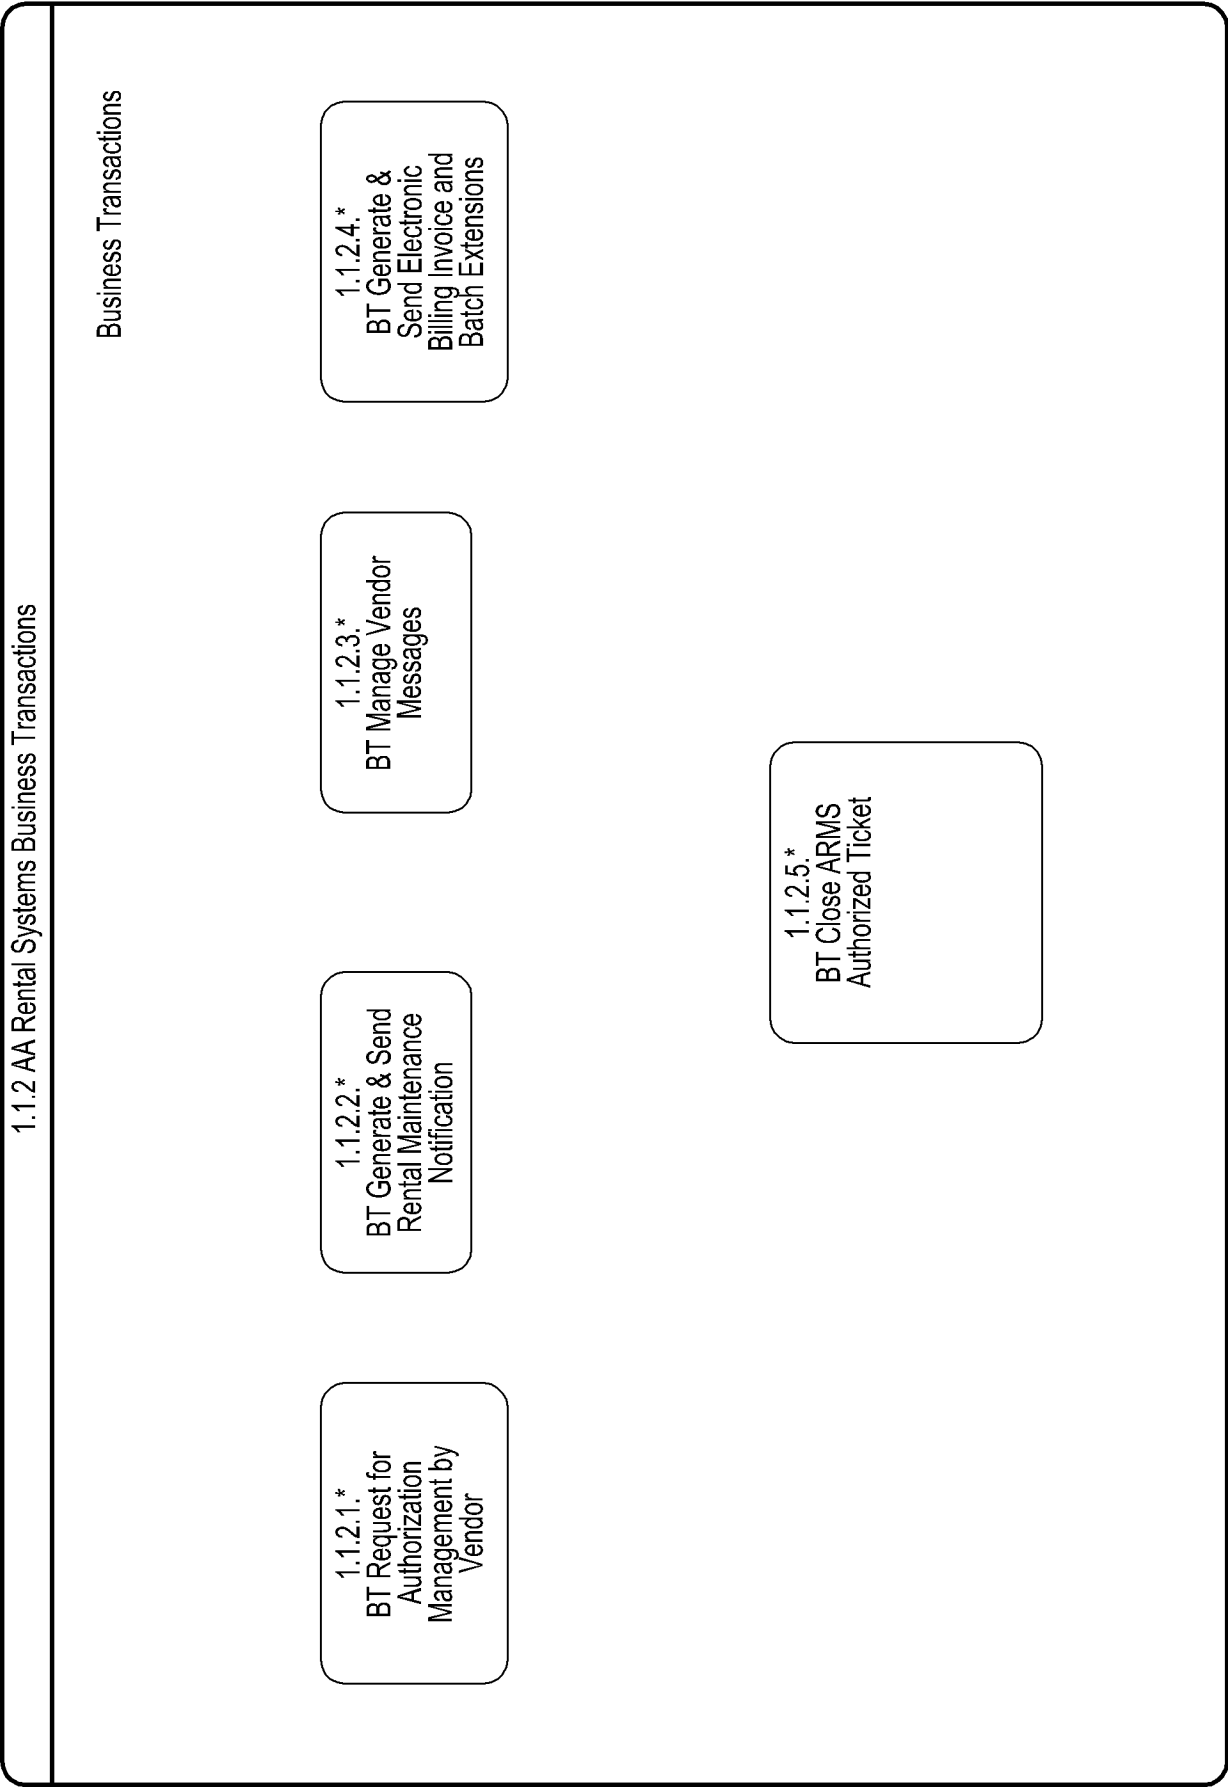 1.1.2 AA Rental Systems Business Transactions
Business Transactions
1.1.2.1.*
BT Request for
Authorization
Management by
Vendor
1.1.2.2.*
BT Generate & Send
Rental Maintenance
Notification
1.1.2.3.*
BT Manage Vendor
Messages
1.1.2.4.*
BT Generate &
Send Electronic
Billing Invoice and
Batch Extensions
1.1.2.5.*
BT Close ARMS
Authorized Ticket